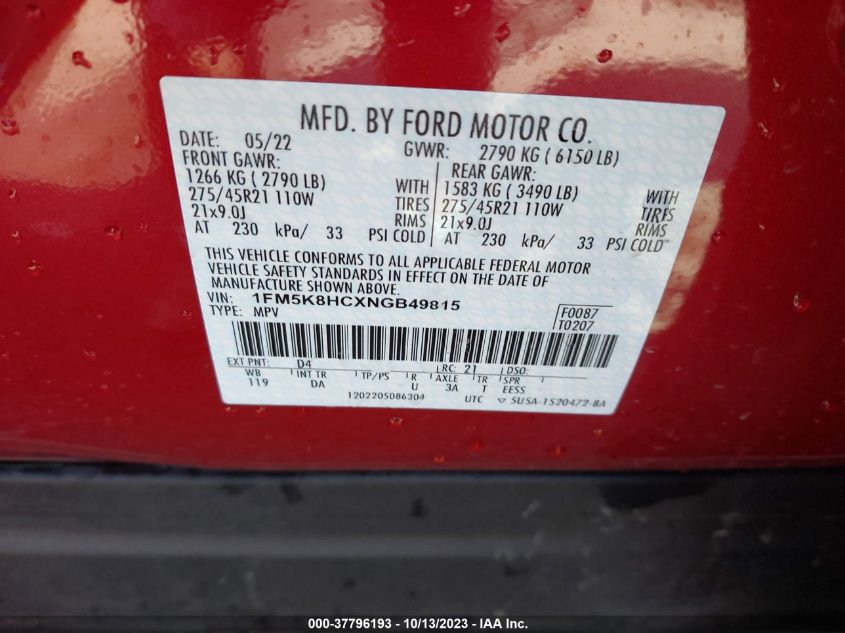 MFD. BY FORD MOTOR CO.
DATE: 05/22 GVWR: 2790 KG ( 6150 LB)
FRONT GAWR: REAR GAWR:
1266 KG ( 2790 LB) WITH 1583 KG ( 3490 LB) WITH
275/45R21 110W TIRES 275/45R21 110W TIRES
21x9.0J RIMS 21x9.0J RIMS
AT 230 kPa/ 33 PSI COLD AT 230 kPa/ 33 PSI COLD
THIS VEHICLE CONFORMS TO ALL APPLICABLE FEDERAL MOTOR
VEHICLE SAFETY STANDARDS IN EFFECT ON THE DATE OF
MANUFACTURE SHOWN ABOVE.
VIN: 1FM5K8HCXNGB49815 F0087
TYPE: MPV T0207
EXT PNT: D4 RC: 21 DSO:
WB INT TR TP/PS R AXLE TR SPR
119 DA U 3A T EESS
1202205086304 UTC ▽ 5U5A-1520472-BA
000-37796193 - 10/13/2023 - IAA Inc.